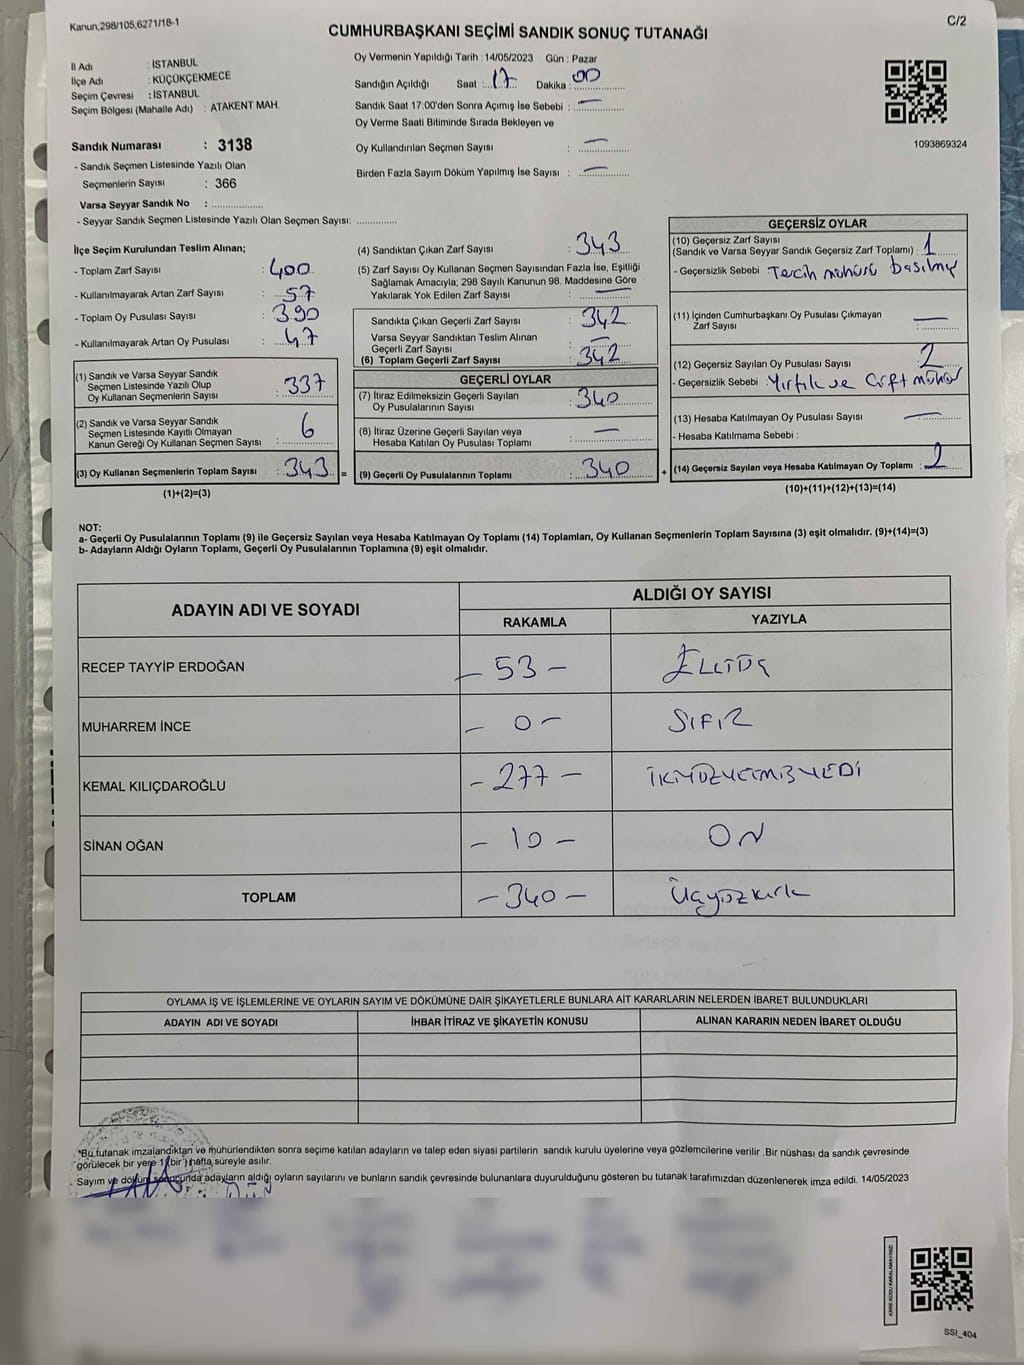 Kanun,298/105,6271/18-1
C/2
CUMHURBAŞKANI SEÇİMİ SANDIK SONUÇ TUTANAĞI
İl Adı : İSTANBUL
İlçe Adı : KÜÇÜKÇEKMECE
Seçim Çevresi : İSTANBUL
Seçim Bölgesi (Mahalle Adı) : ATAKENT MAH.
Oy Vermenin Yapıldığı Tarih : 14/05/2023 Gün : Pazar
Sandığın Açıldığı Saat : 17 Dakika : 00
Sandık Saat 17:00'den Sonra Açımış İse Sebebi : —
Oy Verme Saati Bitiminde Sırada Bekleyen ve
Oy Kullandırılan Seçmen Sayısı : —
Birden Fazla Sayım Döküm Yapılmış İse Sayısı : —
1093869324
Sandık Numarası : 3138
- Sandık Seçmen Listesinde Yazılı Olan
Seçmenlerin Sayısı : 366
Varsa Seyyar Sandık No : ................
- Seyyar Sandık Seçmen Listesinde Yazılı Olan Seçmen Sayısı: .............
İlçe Seçim Kurulundan Teslim Alınan;
- Toplam Zarf Sayısı : 400
- Kullanılmayarak Artan Zarf Sayısı : 57
- Toplam Oy Pusulası Sayısı : 390
- Kullanılmayarak Artan Oy Pusulası : 47
(1) Sandık ve Varsa Seyyar Sandık
Seçmen Listesinde Yazılı Olup
Oy Kullanan Seçmenlerin Sayısı : 337
(2) Sandık ve Varsa Seyyar Sandık
Seçmen Listesinde Kayıtlı Olmayan
Kanun Gereği Oy Kullanan Seçmen Sayısı : 6
(3) Oy Kullanan Seçmenlerin Toplam Sayısı : 343 =
(1)+(2)=(3)
(4) Sandıktan Çıkan Zarf Sayısı : 343
(5) Zarf Sayısı Oy Kullanan Seçmen Sayısından Fazla İse, Eşitliği
Sağlamak Amacıyla; 298 Sayılı Kanunun 98. Maddesine Göre
Yakılarak Yok Edilen Zarf Sayısı : —
Sandıkta Çıkan Geçerli Zarf Sayısı : 342
Varsa Seyyar Sandıktan Teslim Alınan
Geçerli Zarf Sayısı : —
(6) Toplam Geçerli Zarf Sayısı : 342
GEÇERLİ OYLAR
(7) İtiraz Edilmeksizin Geçerli Sayılan
Oy Pusulalarının Sayısı : 340
(8) İtiraz Üzerine Geçerli Sayılan veya
Hesaba Katılan Oy Pusulası Toplamı : —
(9) Geçerli Oy Pusulalarının Toplamı : 340 +
GEÇERSİZ OYLAR
(10) Geçersiz Zarf Sayısı
(Sandık ve Varsa Seyyar Sandık Geçersiz Zarf Toplamı) : 1
- Geçersizlik Sebebi : Tercih mühürü basılmış
(11) İçinden Cumhurbaşkanı Oy Pusulası Çıkmayan
Zarf Sayısı : —
(12) Geçersiz Sayılan Oy Pusulası Sayısı : 2
- Geçersizlik Sebebi : Yırtık ve Çift mühür
(13) Hesaba Katılmayan Oy Pusulası Sayısı : —
- Hesaba Katılmama Sebebi :
(14) Geçersiz Sayılan veya Hesaba Katılmayan Oy Toplamı :
(10)+(11)+(12)+(13)=(14)
NOT:
a- Geçerli Oy Pusulalarının Toplamı (9) ile Geçersiz Sayılan veya Hesaba Katılmayan Oy Toplamı (14) Toplamları, Oy Kullanan Seçmenlerin Toplam Sayısına (3) eşit olmalıdır. (9)+(14)=(3)
b- Adayların Aldığı Oyların Toplamı, Geçerli Oy Pusulalarının Toplamına (9) eşit olmalıdır.
ADAYIN ADI VE SOYADI
ALDIĞI OY SAYISI
RAKAMLA YAZIYLA
RECEP TAYYİP ERDOĞAN – 53 – ELLİÜÇ
MUHARREM İNCE – 0 – SIFIR
KEMAL KILIÇDAROĞLU – 277 – İKİYÜZYETMİŞYEDİ
SİNAN OĞAN – 10 – ON
TOPLAM – 340 – Üçyüzkırk
OYLAMA İŞ VE İŞLEMLERİNE VE OYLARIN SAYIM VE DÖKÜMÜNE DAİR ŞİKAYETLERLE BUNLARA AİT KARARLARIN NELERDEN İBARET BULUNDUKLARI
ADAYIN ADI VE SOYADI İHBAR İTİRAZ VE ŞİKAYETİN KONUSU ALINAN KARARIN NEDEN İBARET OLDUĞU
*Bu tutanak imzalandıktan ve mühürlendikten sonra seçime katılan adayların ve talep eden siyasi partilerin sandık kurulu üyelerine veya gözlemcilerine verilir .Bir nüshası da sandık çevresinde
görülecek bir yere 1 (bir ) hafta süreyle asılır.
. Sayım ve döküm sonucunda adayların aldığı oyların sayılarını ve bunların sandık çevresinde bulunanlara duyurulduğunu gösteren bu tutanak tarafımızdan düzenlenerek imza edildi. 14/05/2023
KARE KODU KARALAMAYINIZ!
SSI_404